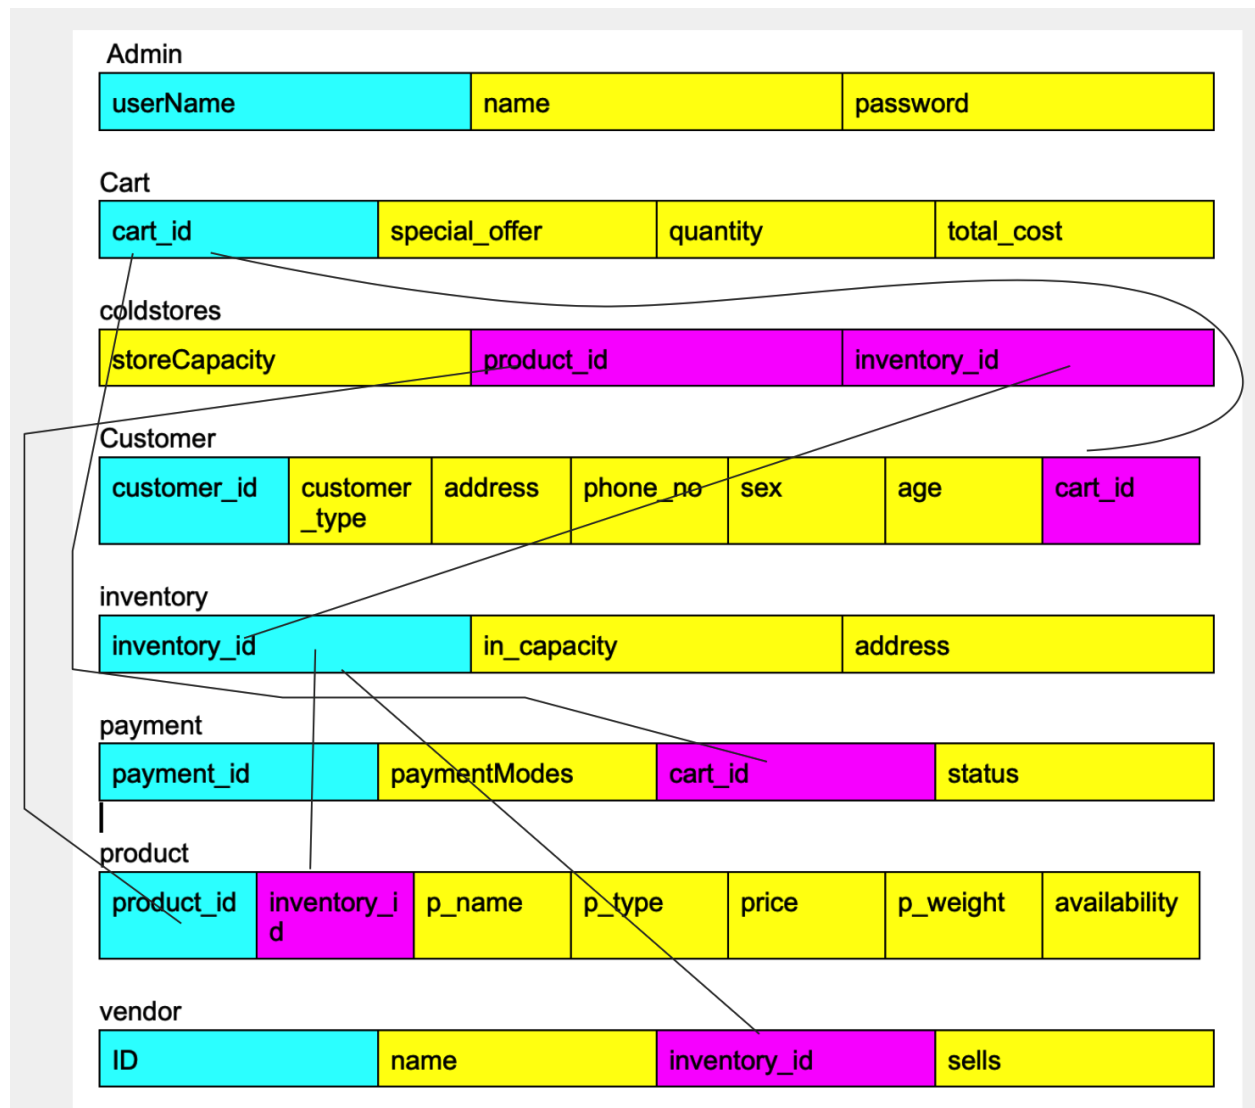 Admin
userName name password
Cart
cart_id special_offer quantity total_cost
coldstores
storeCapacity product_id inventory_id
Customer
customer_id customer address phone_no sex age cart_id
_type
inventory
inventory_id in_capacity address
payment
payment_id paymentModes cart_id status
product
product_id inventory_i p_name p_type price p_weight availability
d
vendor
ID name inventory_id sells